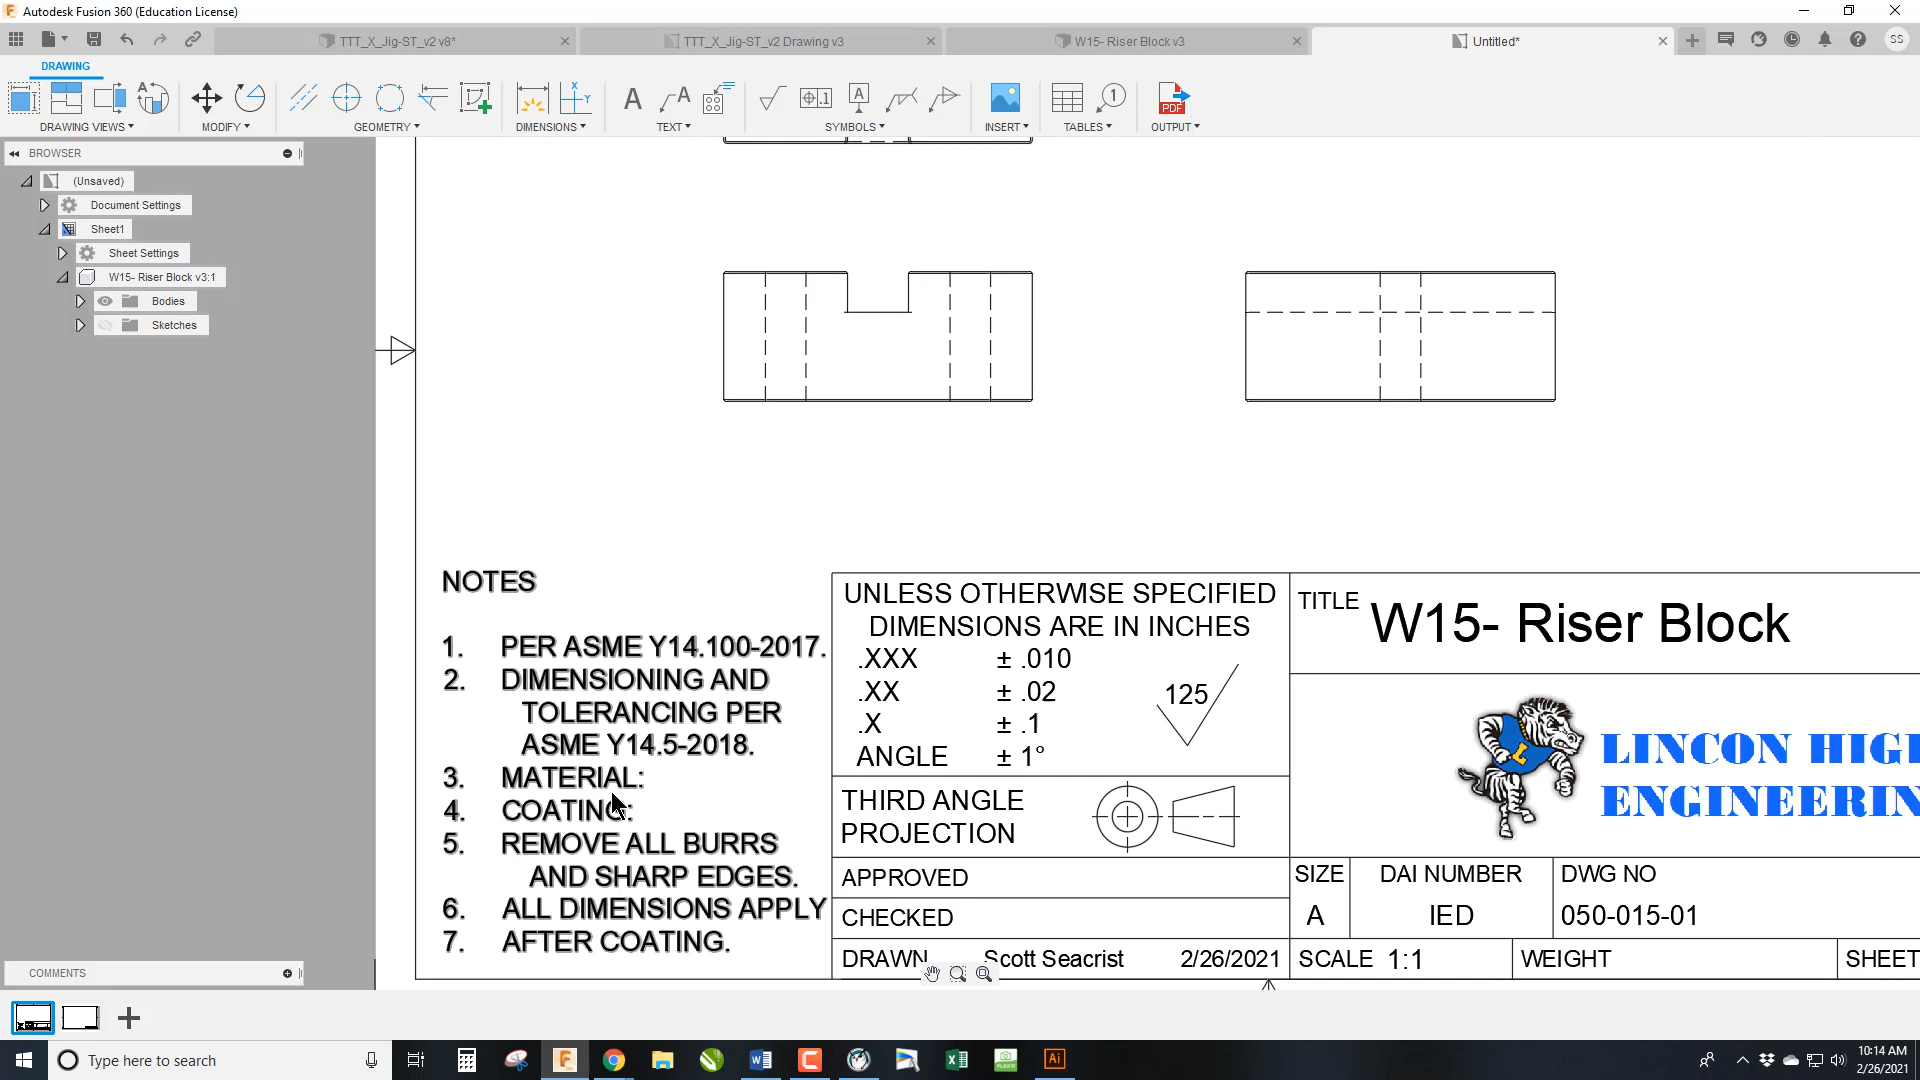 Autodesk Fusion 360 (Education License)
TTT_X_Jig-ST_v2 v8*
TTT_X_Jig-ST_v2 Drawing v3
W15- Riser Block v3
Untitled*
SS
DRAWING
DRAWING VIEWS
MODIFY
GEOMETRY
DIMENSIONS
TEXT
SYMBOLS
INSERT
TABLES
OUTPUT
BROWSER
(Unsaved)
Document Settings
Sheet1
Sheet Settings
W15- Riser Block v3:1
Bodies
Sketches
NOTES
1. PER ASME Y14.100-2017.
2. DIMENSIONING AND
TOLERANCING PER
ASME Y14.5-2018.
3. MATERIAL:
4. COATING:
5. REMOVE ALL BURRS
AND SHARP EDGES.
6. ALL DIMENSIONS APPLY
7. AFTER COATING.
UNLESS OTHERWISE SPECIFIED
DIMENSIONS ARE IN INCHES
.XXX ± .010
.XX ± .02
.X ± .1
ANGLE ± 1°
125
THIRD ANGLE
PROJECTION
APPROVED
CHECKED
DRAWN Scott Seacrist 2/26/2021
TITLE W15- Riser Block
L
LINCON HIG
ENGINEERIN
SIZE DAI NUMBER DWG NO
A IED 050-015-01
SCALE 1:1 WEIGHT SHEET
COMMENTS
Type here to search
10:14 AM
2/26/2021